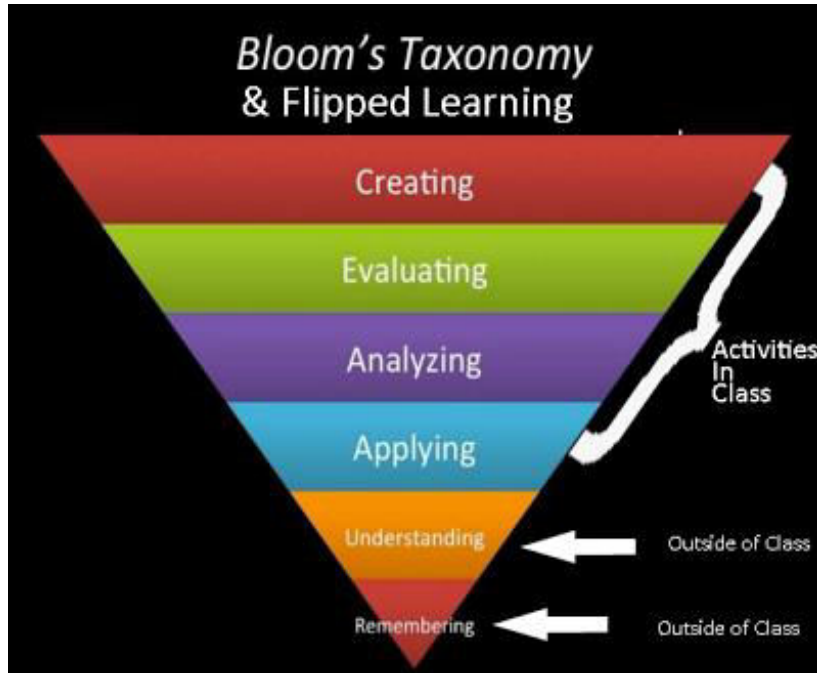 Bloom's Taxonomy
& Flipped Learning
Creating
Evaluating
Analyzing
Activities
In
Class
Applying
Understanding
Outside of Class
Remembering
Outside of Class